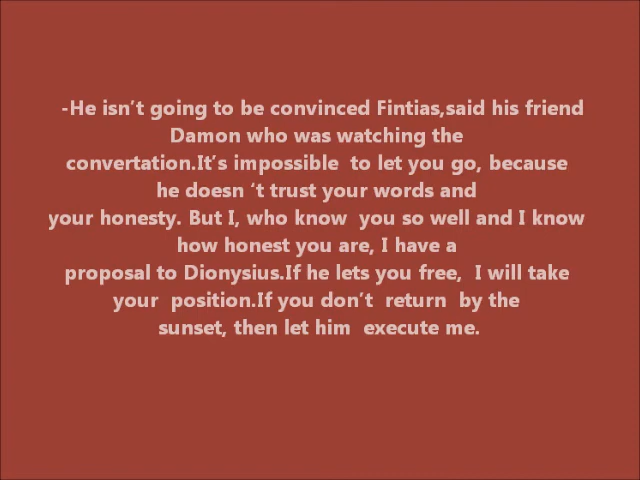 -He isn’t going to be convinced Fintias,said his friend
Damon who was watching the
convertation.It’s impossible  to let you go, because
he doesn ‘t trust your words and
your honesty. But I, who know  you so well and I know
how honest you are, I have a
proposal to Dionysius.If he lets you free,  I will take
your  position.If you don’t  return  by the
sunset, then let him  execute me.